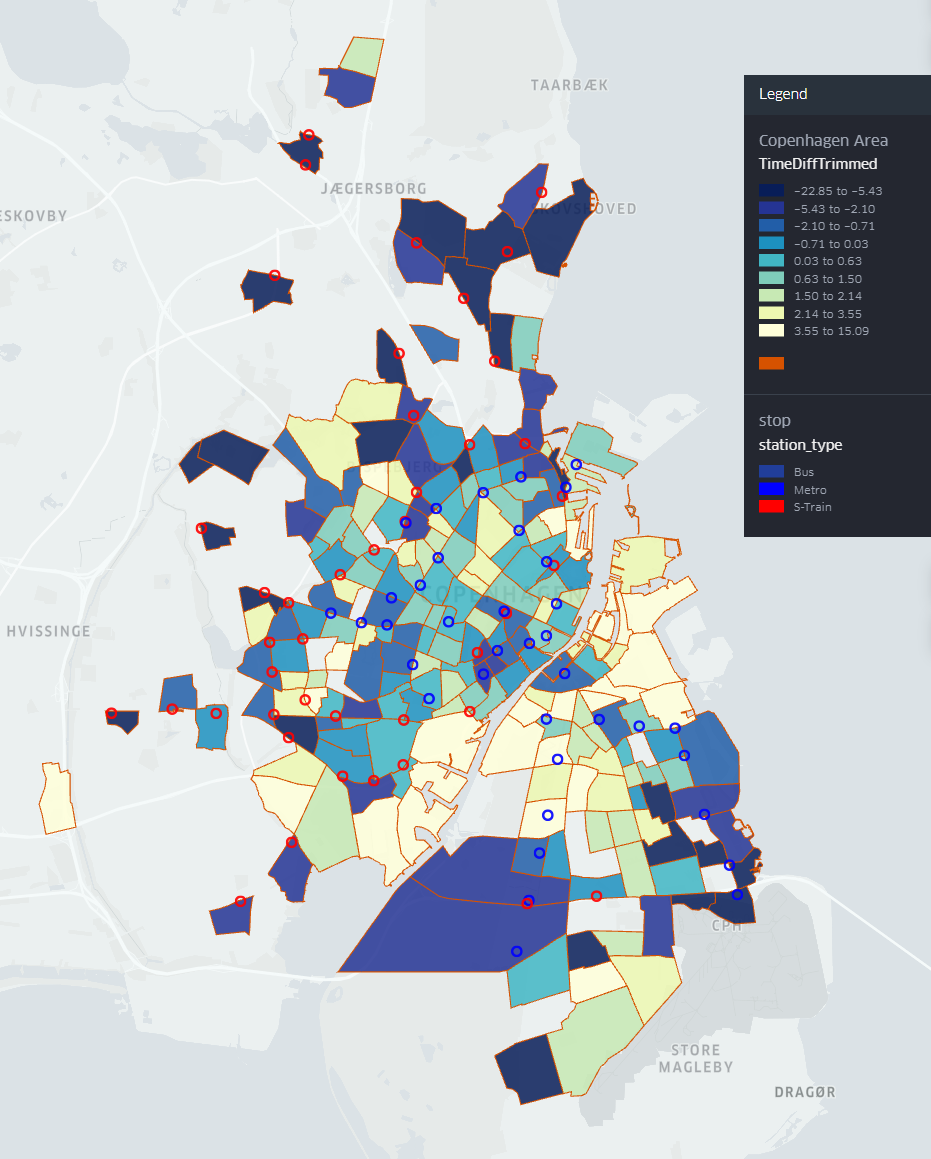 TAARBÆK
JÆGERSBORG
SKOVSHOVED
ESKOVBY
COPENHAGEN
HVISSINGE
CPH
STORE
MAGLEBY
DRAGØR
Legend
Copenhagen Area
TimeDiffTrimmed
−22.85 to −5.43
−5.43 to −2.10
−2.10 to −0.71
−0.71 to 0.03
0.03 to 0.63
0.63 to 1.50
1.50 to 2.14
2.14 to 3.55
3.55 to 15.09
stop
station_type
Bus
Metro
S-Train